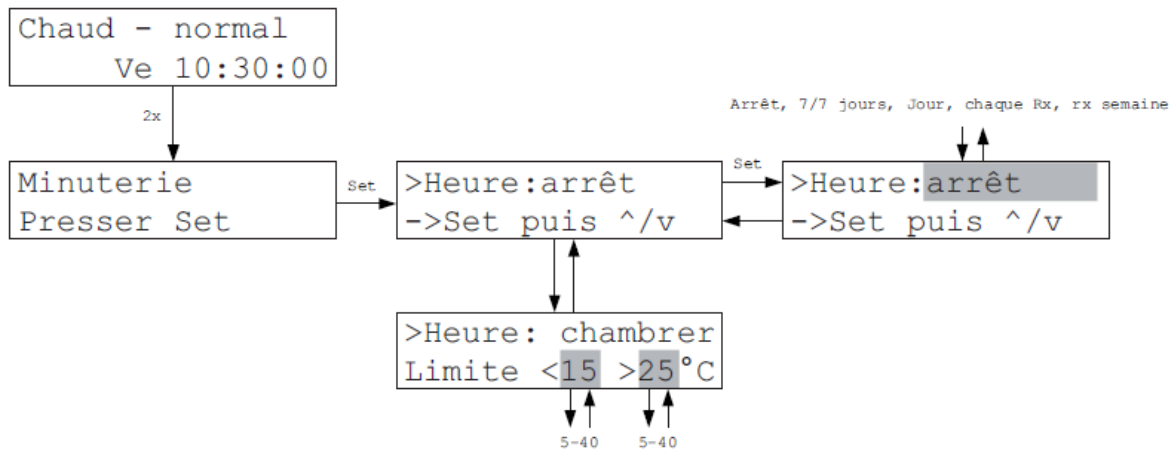 Chaud - normal
Ve 10:30:00
2x
Arrêt, 7/7 jours, Jour, chaque Rx, rx semaine
Minuterie
Presser Set
Set
>Heure:arrêt
->Set puis ^/v
Set
>Heure:arrêt
->Set puis ^/v
>Heure: chambrer
Limite <15 >25°C
5-40 5-40